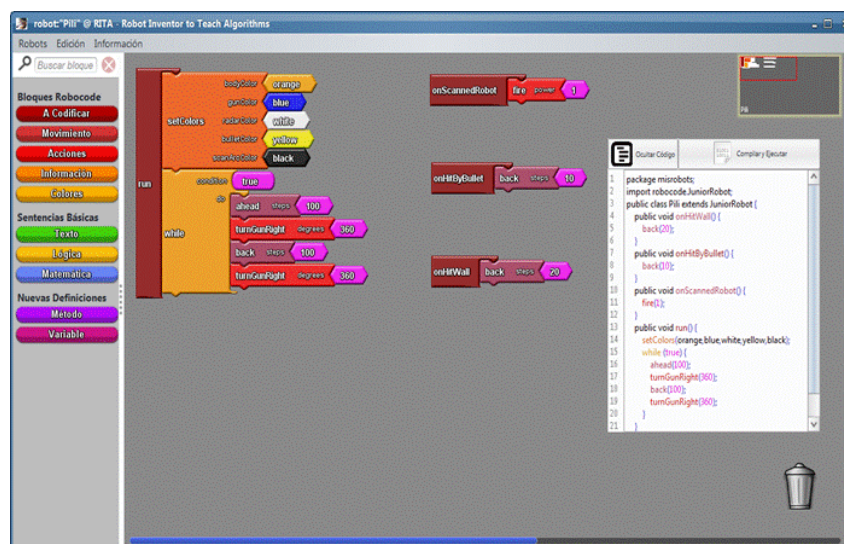 robot:"Pili" @ RITA - Robot Inventor to Teach Algorithms
Robots Edición Información
Buscar bloque
Bloques Robocode
A Codificar
Movimiento
Acciones
Información
Colores
Sentencias Básicas
Texto
Lógica
Matematica
Nuevas Definiciones
Metodo
Variable
run
setColors
bodyColor orange
gunColor blue
radarColor white
bulletColor yellow
scanArcColor black
while
condition true
do
ahead steps 100
turnGunRight degrees 360
back steps 100
turnGunRight degrees 360
onScannedRobot fire power 1
onHitByBullet back steps 10
onHitWall back steps 20
Pili
Ocultar Código Compilar y Ejecutar
1 package misrobots;
2 import robocode.JuniorRobot;
3 public class Pili extends JuniorRobot {
4 public void onHitWall() {
5 back(20);
6 }
7 public void onHitByBullet() {
8 back(10);
9 }
10 public void onScannedRobot() {
11 fire(1);
12 }
13 public void run() {
14 setColors(orange,blue,white,yellow,black);
15 while (true) {
16 ahead(100);
17 turnGunRight(360);
18 back(100);
19 turnGunRight(360);
20 }
21 }